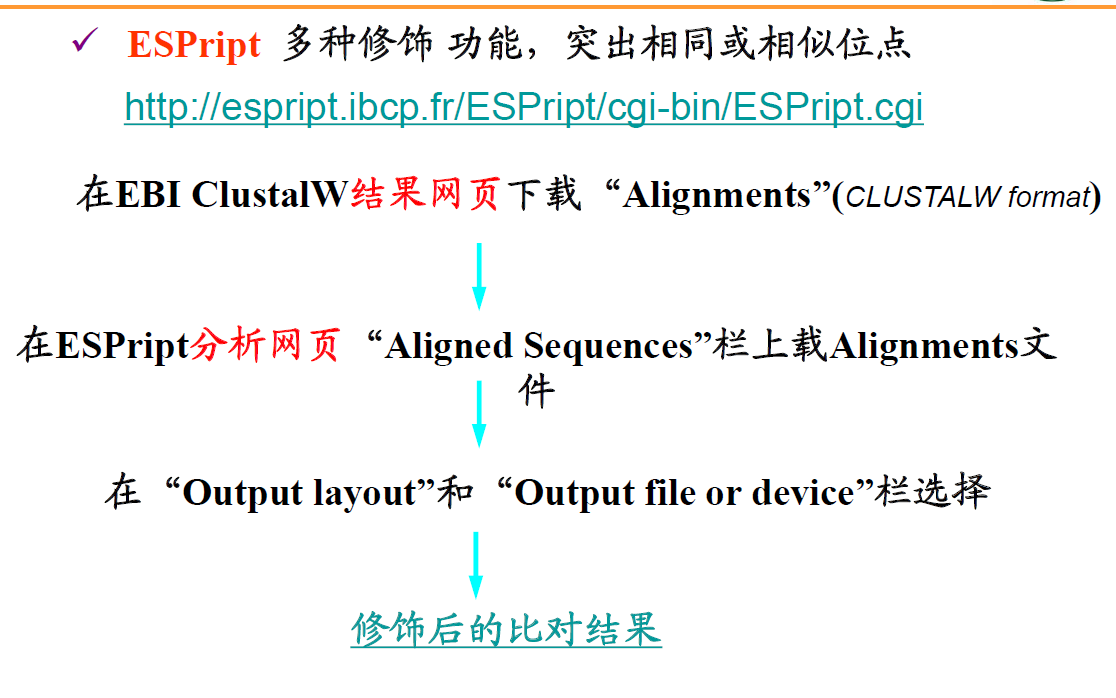 ✓ ESPript 多种修饰 功能，突出相同或相似位点
http://espript.ibcp.fr/ESPript/cgi-bin/ESPript.cgi
在EBI ClustalW结果网页下载“Alignments”(CLUSTALW format)
在ESPript分析网页“Aligned Sequences”栏上载Alignments文
件
在“Output layout”和“Output file or device”栏选择
修饰后的比对结果